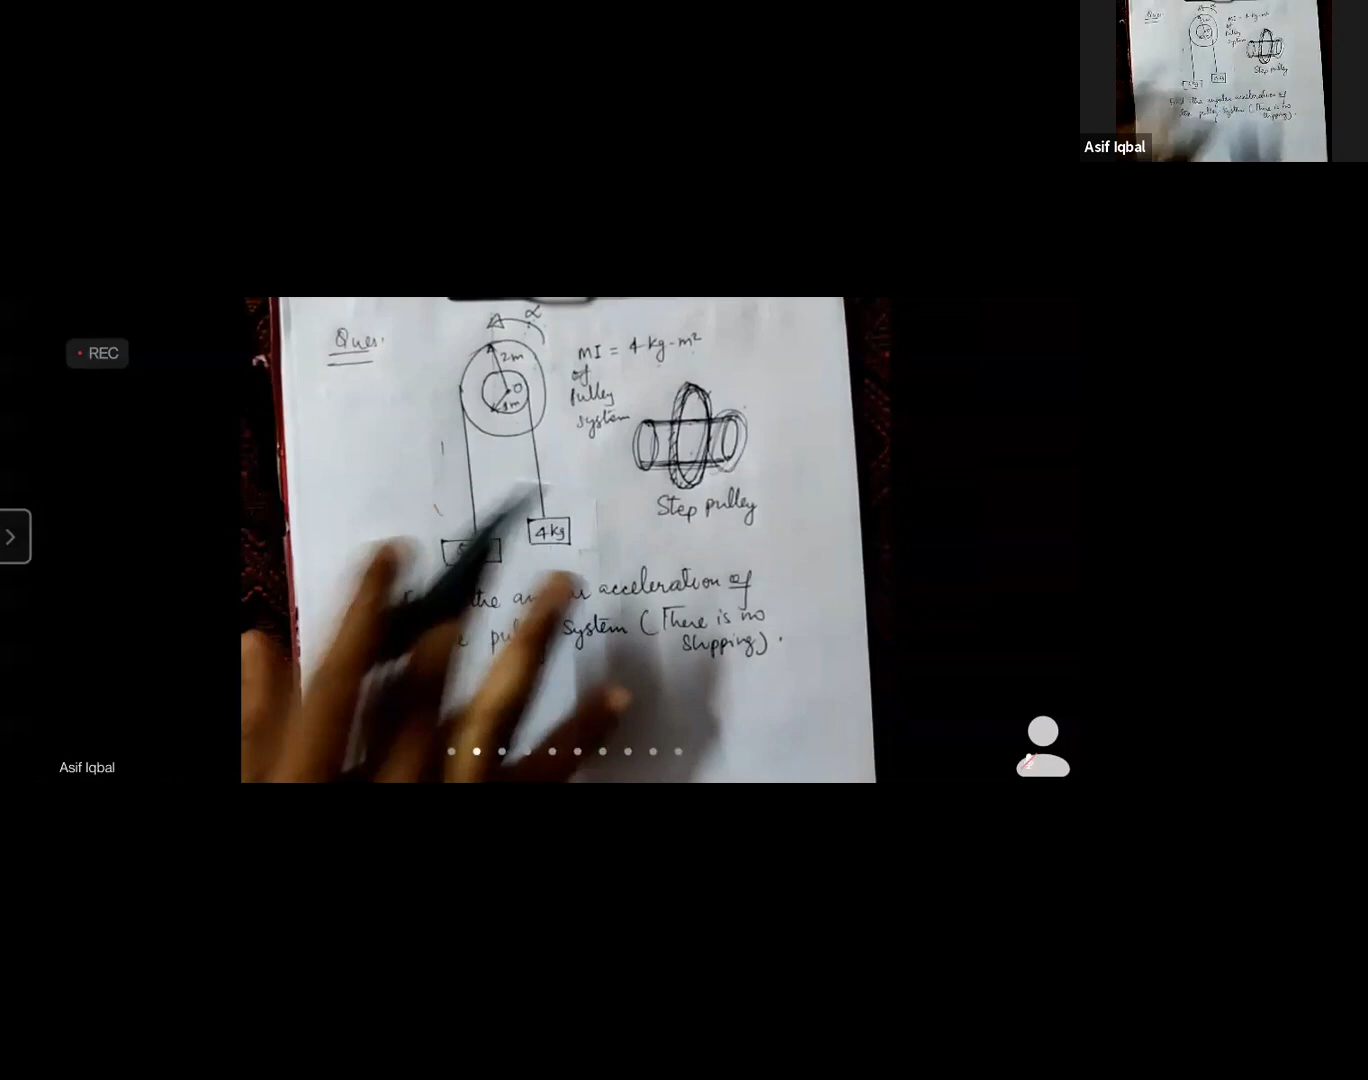 Asif Iqbal
REC
Ques.
α
2m
O
1m
MI = 4 kg-m²
of
Pulley
system
Step pulley
4kg
the acceleration of
system (There is no
slipping).
Asif Iqbal